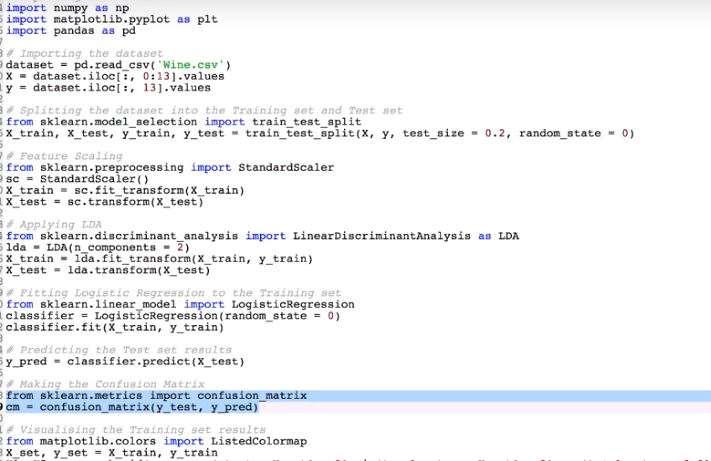 import numpy as np
import matplotlib.pyplot as plt
import pandas as pd
# Importing the dataset
dataset = pd.read_csv('Wine.csv')
X = dataset.iloc[:, 0:13].values
y = dataset.iloc[:, 13].values
# Splitting the dataset into the Training set and Test set
from sklearn.model_selection import train_test_split
X_train, X_test, y_train, y_test = train_test_split(X, y, test_size = 0.2, random_state = 0)
# Feature Scaling
from sklearn.preprocessing import StandardScaler
sc = StandardScaler()
X_train = sc.fit_transform(X_train)
X_test = sc.transform(X_test)
# Applying LDA
from sklearn.discriminant_analysis import LinearDiscriminantAnalysis as LDA
lda = LDA(n_components = 2)
X_train = lda.fit_transform(X_train, y_train)
X_test = lda.transform(X_test)
# Fitting Logistic Regression to the Training set
from sklearn.linear_model import LogisticRegression
classifier = LogisticRegression(random_state = 0)
classifier.fit(X_train, y_train)
# Predicting the Test set results
y_pred = classifier.predict(X_test)
# Making the Confusion Matrix
from sklearn.metrics import confusion_matrix
cm = confusion_matrix(y_test, y_pred)
# Visualising the Training set results
from matplotlib.colors import ListedColormap
X_set, y_set = X_train, y_train